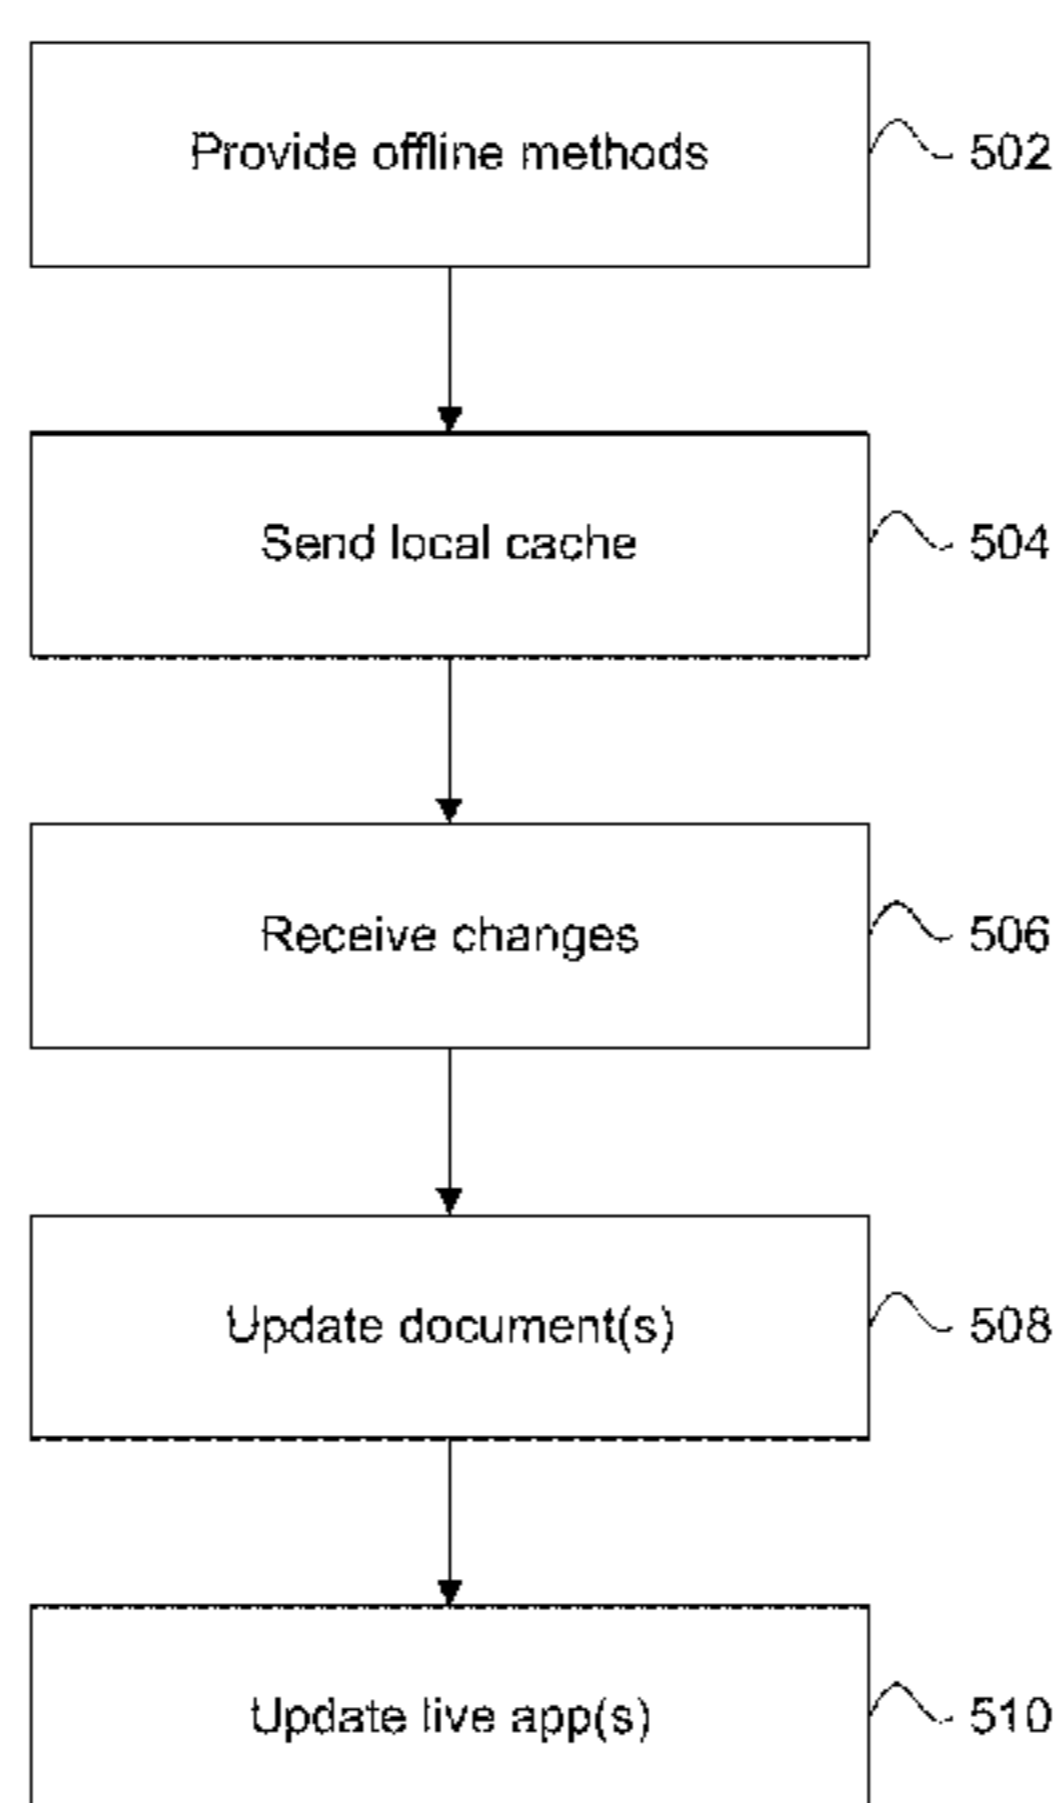 Provide offline methods 502
Send local cache 504
Receive changes 506
Update document(s) 508
Update live app(s) 510